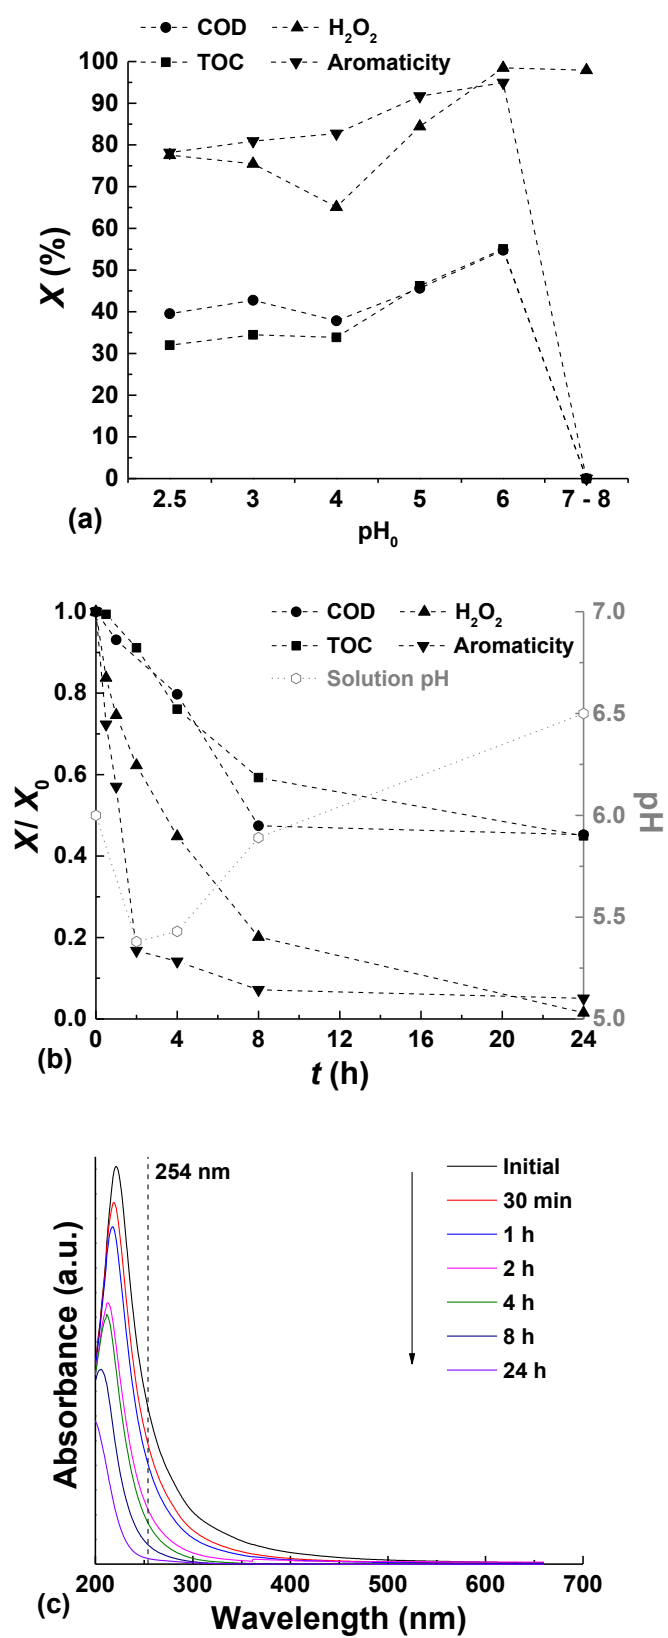 COD H₂O₂
TOC Aromaticity
100
90
80
70
60
50
40
30
20
10
0
X (%)
2.5 3 4 5 6 7 - 8
(a)
pH₀
1.0 COD H₂O₂ 7.0
TOC Aromaticity
Solution pH
0.8
6.5
0.6
X/ X₀ 6.0 pH
0.4
5.5
0.2
0.0 5.0
0 4 8 12 16 20 24
(b)
t (h)
254 nm
Initial
30 min
1 h
2 h
4 h
8 h
24 h
Absorbance (a.u.)
200 300 400 500 600 700
(c)
Wavelength (nm)